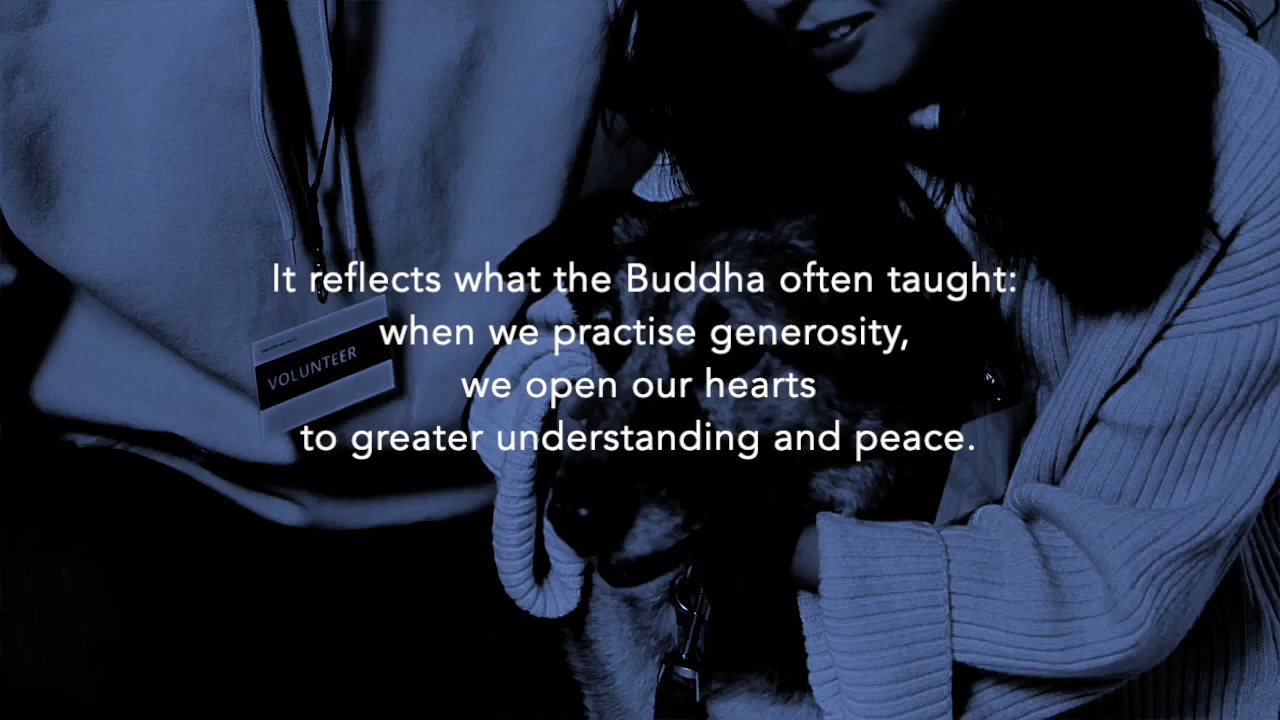 It reflects what the Buddha often taught:
when we practise generosity,
we open our hearts
to greater understanding and peace.
VOLUNTEER